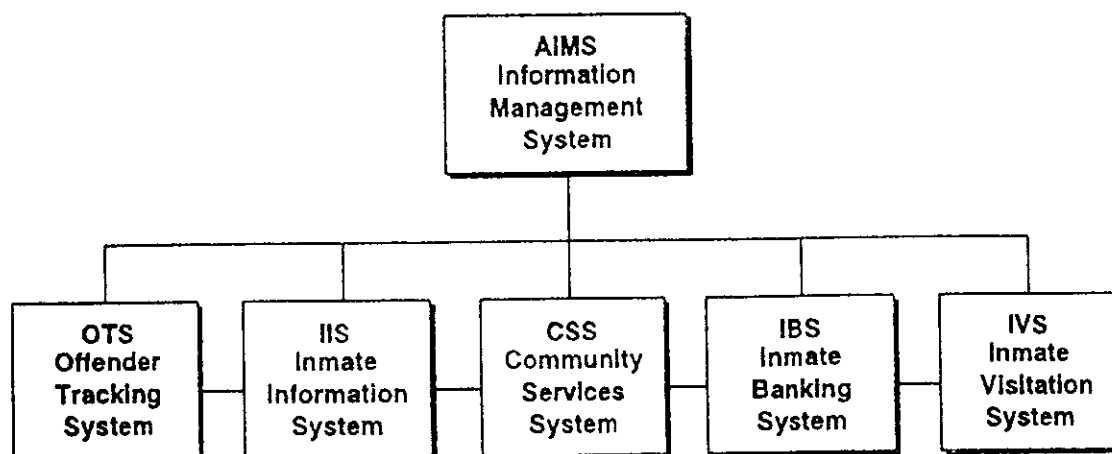 AIMS
Information
Management
System
OTS
Offender
Tracking
System
IIS
Inmate
Information
System
CSS
Community
Services
System
IBS
Inmate
Banking
System
IVS
Inmate
Visitation
System